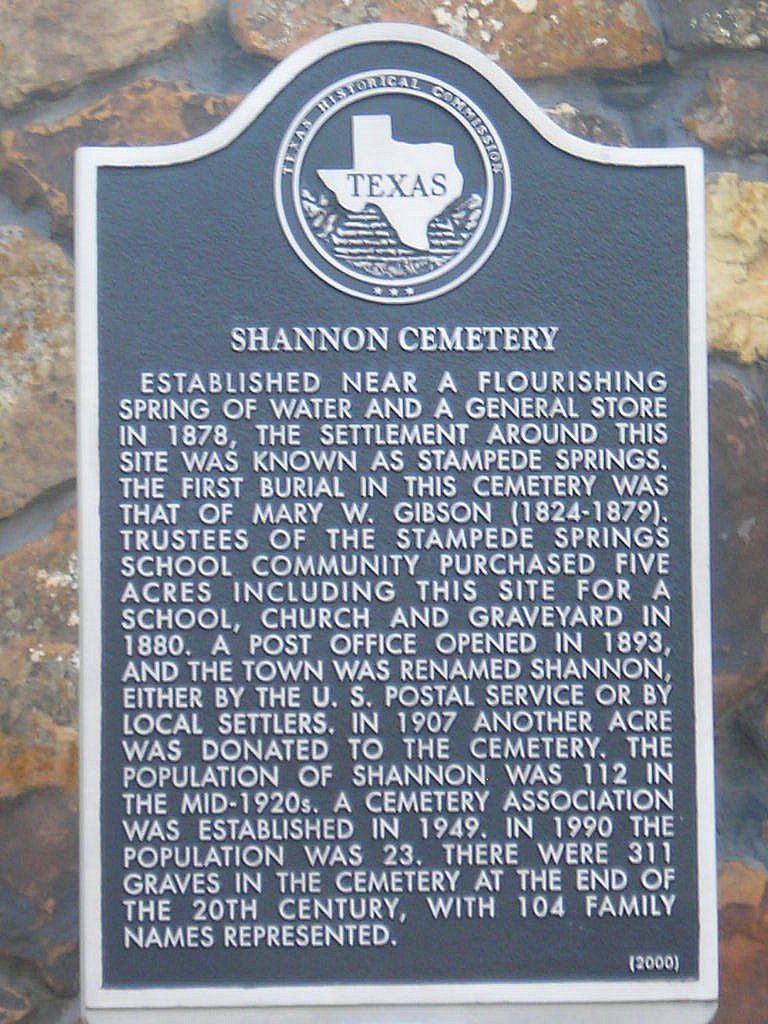 TEXAS HISTORICAL COMMISSION
TEXAS
SHANNON CEMETERY
ESTABLISHED NEAR A FLOURISHING
SPRING OF WATER AND A GENERAL STORE
IN 1878, THE SETTLEMENT AROUND THIS
SITE WAS KNOWN AS STAMPEDE SPRINGS.
THE FIRST BURIAL IN THIS CEMETERY WAS
THAT OF MARY W. GIBSON (1824-1879).
TRUSTEES OF THE STAMPEDE SPRINGS
SCHOOL COMMUNITY PURCHASED FIVE
ACRES INCLUDING THIS SITE FOR A
SCHOOL, CHURCH AND GRAVEYARD IN
1880. A POST OFFICE OPENED IN 1893,
AND THE TOWN WAS RENAMED SHANNON,
EITHER BY THE U. S. POSTAL SERVICE OR BY
LOCAL SETTLERS. IN 1907 ANOTHER ACRE
WAS DONATED TO THE CEMETERY. THE
POPULATION OF SHANNON WAS 112 IN
THE MID-1920s. A CEMETERY ASSOCIATION
WAS ESTABLISHED IN 1949. IN 1990 THE
POPULATION WAS 23. THERE WERE 311
GRAVES IN THE CEMETERY AT THE END OF
THE 20TH CENTURY, WITH 104 FAMILY
NAMES REPRESENTED.
(2000)